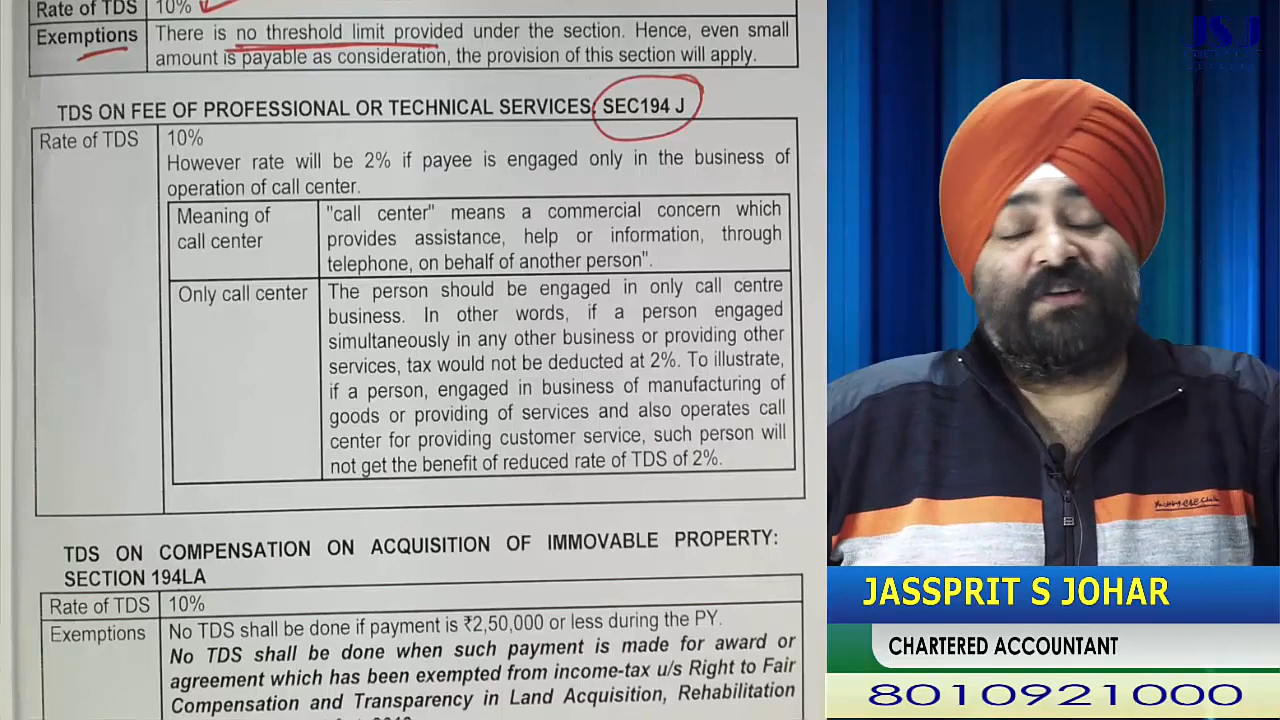 Rate of TDS 10%
Exemptions There is no threshold limit provided under the section. Hence, even small
amount is payable as consideration, the provision of this section will apply.
TDS ON FEE OF PROFESSIONAL OR TECHNICAL SERVICES SEC194 J
Rate of TDS 10%
However rate will be 2% if payee is engaged only in the business of
operation of call center.
Meaning of "call center" means a commercial concern which
call center provides assistance, help or information, through
telephone, on behalf of another person".
Only call center The person should be engaged in only call centre
business. In other words, if a person engaged
simultaneously in any other business or providing other
services, tax would not be deducted at 2%. To illustrate,
if a person, engaged in business of manufacturing of
goods or providing of services and also operates call
center for providing customer service, such person will
not get the benefit of reduced rate of TDS of 2%.
TDS ON COMPENSATION ON ACQUISITION OF IMMOVABLE PROPERTY:
SECTION 194LA
Rate of TDS 10%
Exemptions No TDS shall be done if payment is ₹2,50,000 or less during the PY.
No TDS shall be done when such payment is made for award or
agreement which has been exempted from income-tax u/s Right to Fair
Compensation and Transparency in Land Acquisition, Rehabilitation
JSJ
JASSPRIT S JOHAR
CHARTERED ACCOUNTANT
8010921000